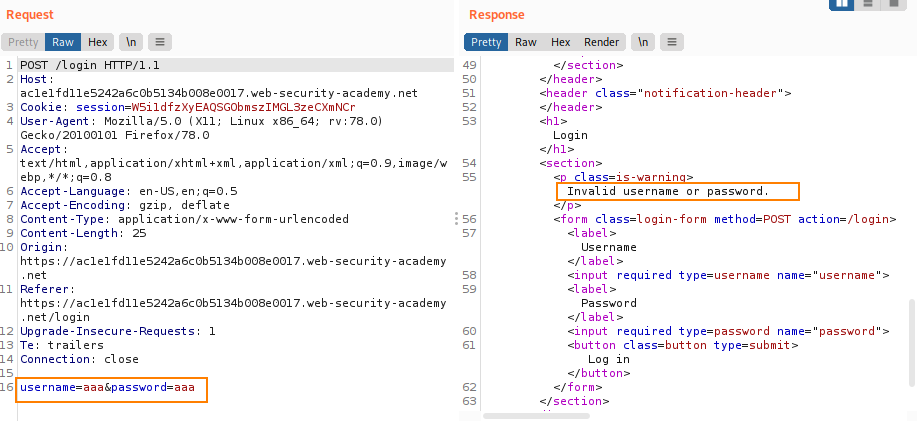 Request
Pretty Raw Hex \n
1 POST /login HTTP/1.1
2 Host:
ac1e1fd11e5242a6c0b5134b008e0017.web-security-academy.net
3 Cookie: session=W5i1dfzXyEAQSGObmszIMGL3zeCXmNCr
4 User-Agent: Mozilla/5.0 (X11; Linux x86_64; rv:78.0)
Gecko/20100101 Firefox/78.0
5 Accept:
text/html,application/xhtml+xml,application/xml;q=0.9,image/w
ebp,*/*;q=0.8
6 Accept-Language: en-US,en;q=0.5
7 Accept-Encoding: gzip, deflate
8 Content-Type: application/x-www-form-urlencoded
9 Content-Length: 25
10 Origin:
https://ac1e1fd11e5242a6c0b5134b008e0017.web-security-academy
.net
11 Referer:
https://ac1e1fd11e5242a6c0b5134b008e0017.web-security-academy
.net/login
12 Upgrade-Insecure-Requests: 1
13 Te: trailers
14 Connection: close
15
16 username=aaa&password=aaa
Response
Pretty Raw Hex Render \n
49 </section>
50 </header>
51 <header class="notification-header">
52 </header>
53 <h1>
Login
</h1>
54 <section>
55 <p class=is-warning>
Invalid username or password.
</p>
56 <form class=login-form method=POST action=/login>
57 <label>
Username
</label>
58 <input required type=username name="username">
59 <label>
Password
</label>
60 <input required type=password name="password">
61 <button class=button type=submit>
Log in
</button>
62 </form>
63 </section>